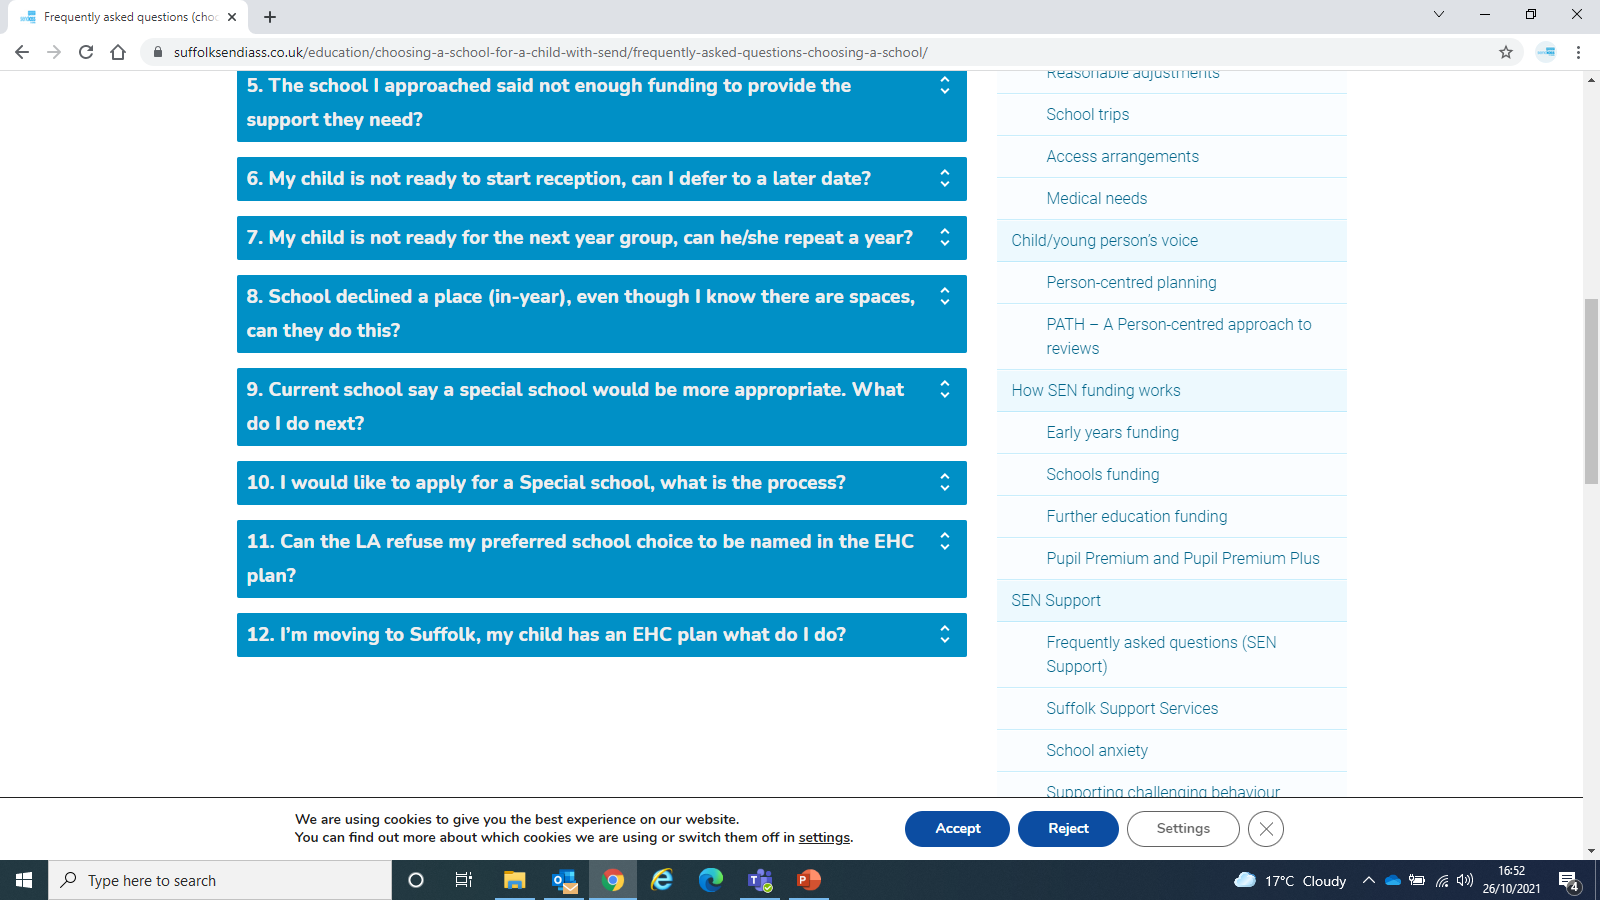 Frequently asked questions (choo
suffolksendiass.co.uk/education/choosing-a-school-for-a-child-with-send/frequently-asked-questions-choosing-a-school/
5. The school I approached said not enough funding to provide the
support they need?
6. My child is not ready to start reception, can I defer to a later date?
7. My child is not ready for the next year group, can he/she repeat a year?
8. School declined a place (in-year), even though I know there are spaces,
can they do this?
9. Current school say a special school would be more appropriate. What
do I do next?
10. I would like to apply for a Special school, what is the process?
11. Can the LA refuse my preferred school choice to be named in the EHC
plan?
12. I’m moving to Suffolk, my child has an EHC plan what do I do?
Reasonable adjustments
School trips
Access arrangements
Medical needs
Child/young person’s voice
Person-centred planning
PATH – A Person-centred approach to
reviews
How SEN funding works
Early years funding
Schools funding
Further education funding
Pupil Premium and Pupil Premium Plus
SEN Support
Frequently asked questions (SEN
Support)
Suffolk Support Services
School anxiety
Supporting challenging behaviour
We are using cookies to give you the best experience on our website.
You can find out more about which cookies we are using or switch them off in settings.
Accept
Reject
Settings
Type here to search
17°C Cloudy
16:52
26/10/2021
4